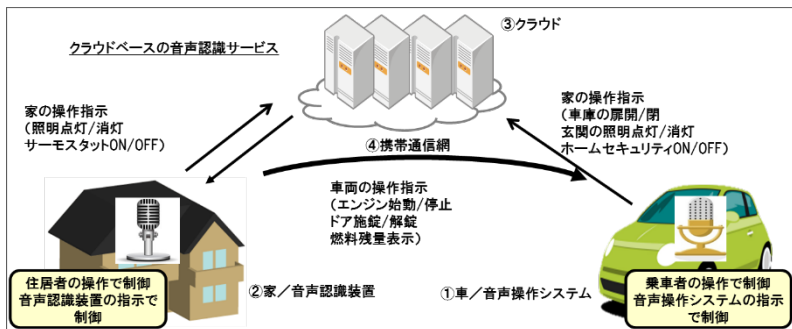 クラウドベースの音声認識サービス
③クラウド
家の操作指示
(照明点灯/消灯
サーモスタットON/OFF)
家の操作指示
(車庫の扉開/閉
玄関の照明点灯/消灯
ホームセキュリティON/OFF)
④携帯通信網
車両の操作指示
(エンジン始動/停止
ドア施錠/解錠
燃料残量表示)
住居者の操作で制御
音声認識装置の指示で
制御
②家/音声認識装置
①車/音声操作システム
乗車者の操作で制御
音声操作システムの指示
で制御